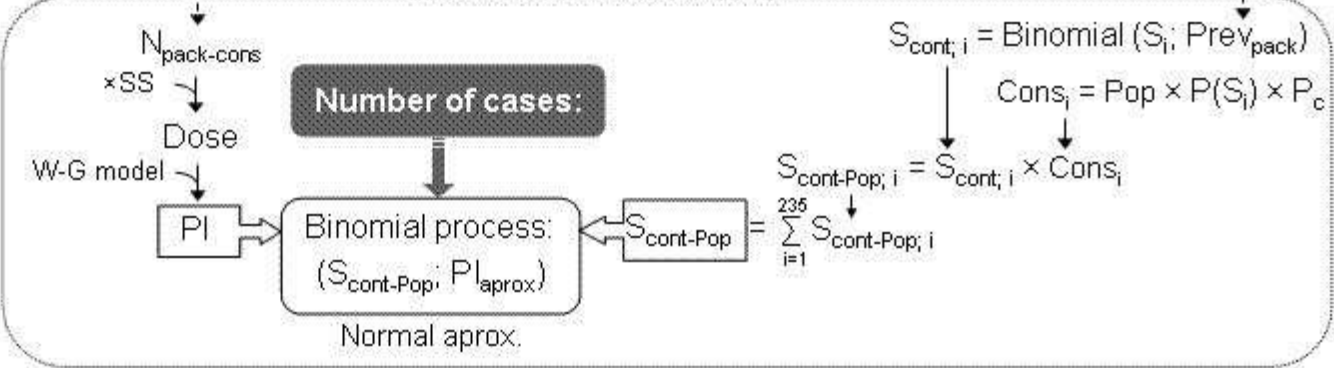 N_pack-cons
×SS
Dose
W-G model
PI
Number of cases:
Binomial process:
(S_cont-Pop; PI_aprox)
Normal aprox.
S_cont; i = Binomial (S_i; Prev_pack)
Cons_i = Pop × P(S_i) × P_c
S_cont-Pop; i = S_cont; i × Cons_i
S_cont-Pop = ∑_{i=1}^{235} S_cont-Pop; i